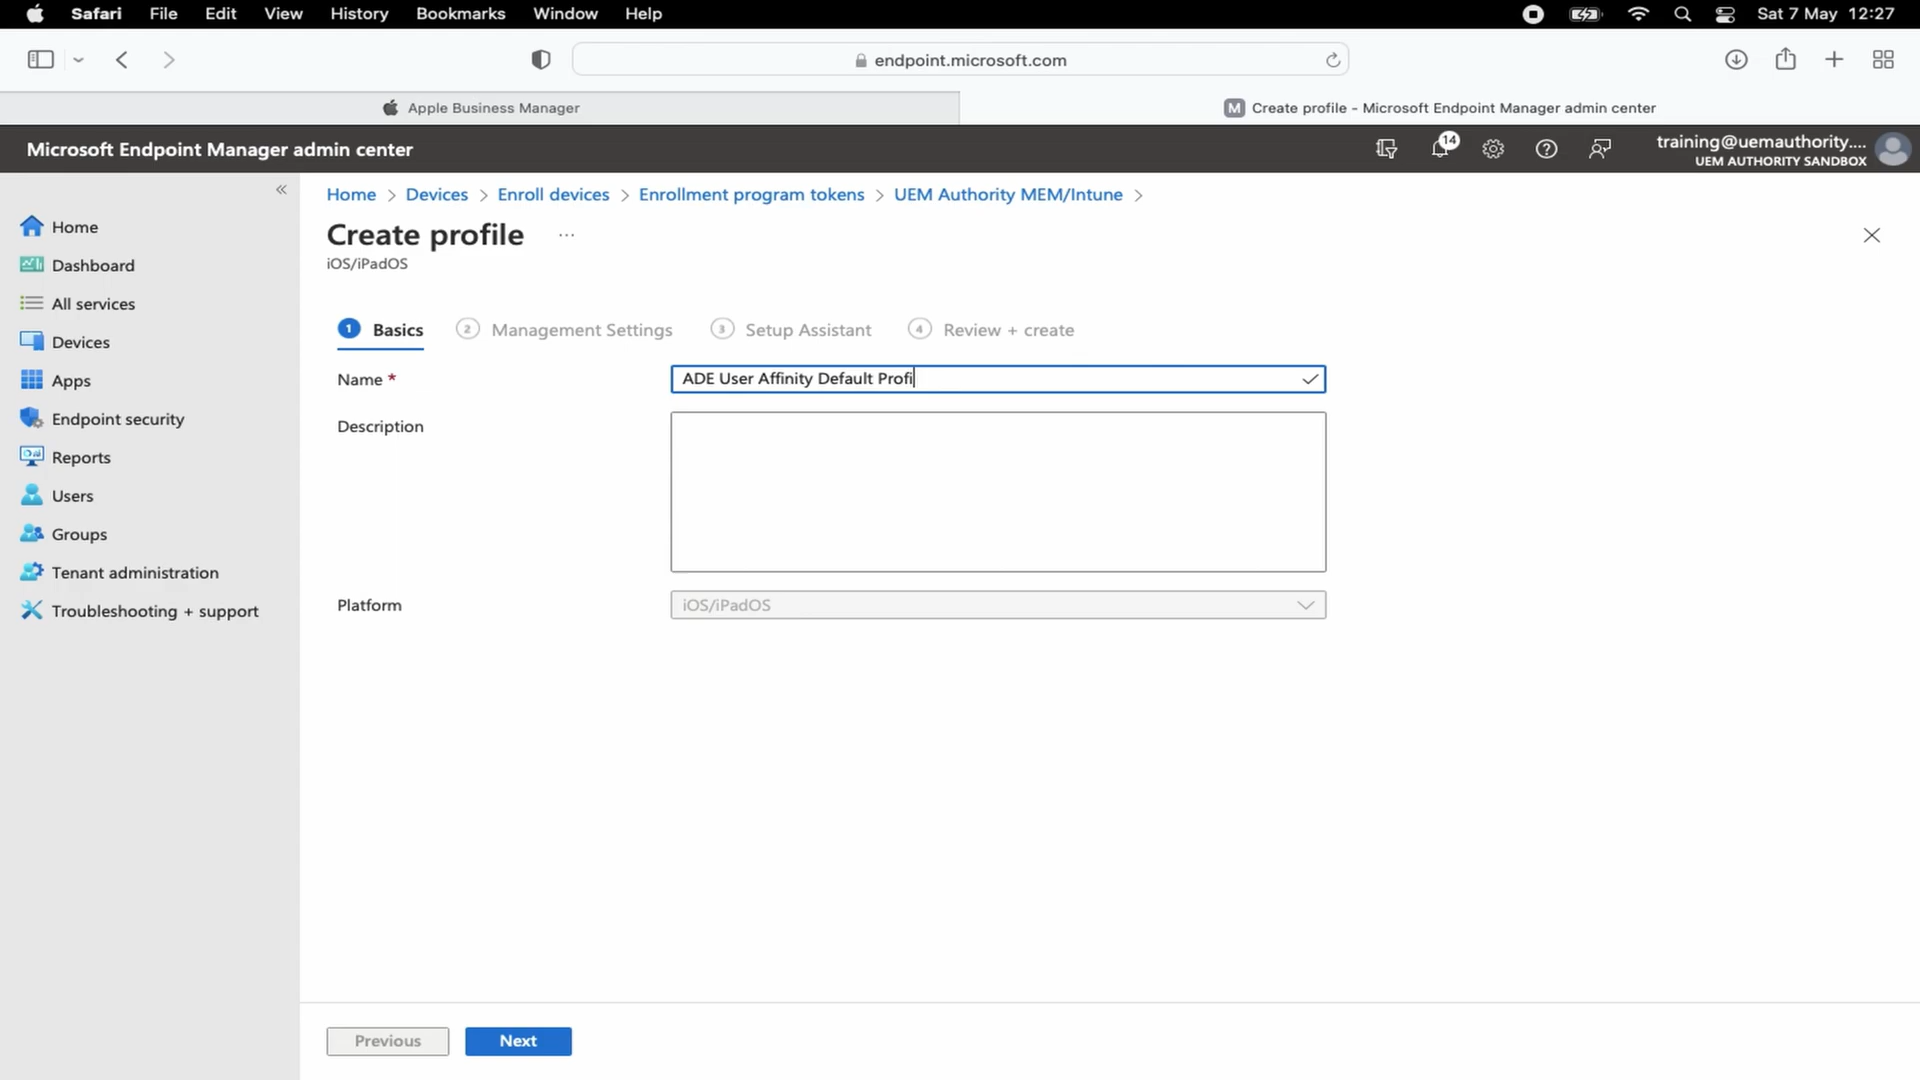 Safari File Edit View History Bookmarks Window Help Sat 7 May 12:27
endpoint.microsoft.com
Apple Business Manager
M Create profile - Microsoft Endpoint Manager admin center
Microsoft Endpoint Manager admin center
14
training@uemauthority....
UEM AUTHORITY SANDBOX
Home > Devices > Enroll devices > Enrollment program tokens > UEM Authority MEM/Intune >
Create profile ...
iOS/iPadOS
Home
Dashboard
All services
Devices
Apps
Endpoint security
Reports
Users
Groups
Tenant administration
Troubleshooting + support
1 Basics 2 Management Settings 3 Setup Assistant 4 Review + create
Name * ADE User Affinity Default Profi
Description
Platform iOS/iPadOS
Previous Next